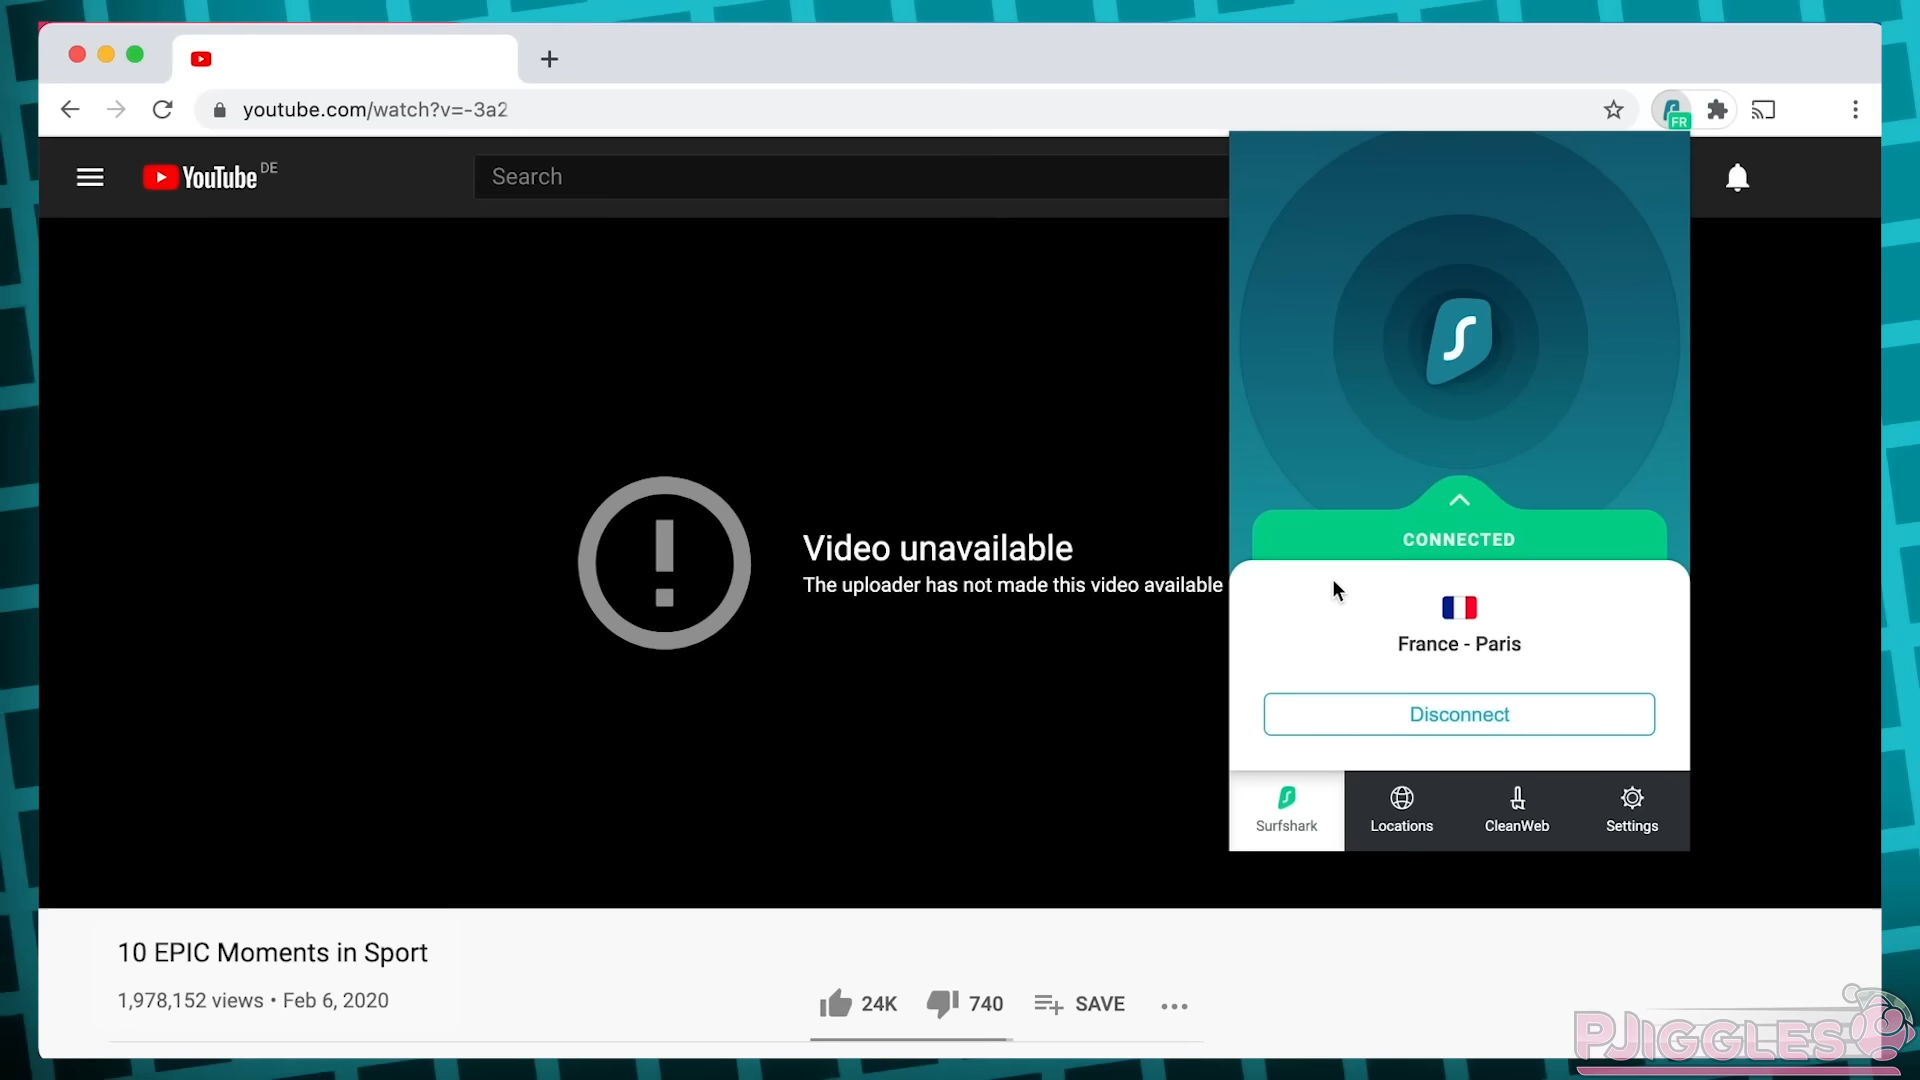 youtube.com/watch?v=-3a2
FR
YouTube DE
Search
Video unavailable
The uploader has not made this video available
CONNECTED
France - Paris
Disconnect
Surfshark
Locations
CleanWeb
Settings
10 EPIC Moments in Sport
1,978,152 views • Feb 6, 2020
24K
740
SAVE
PJIGGLES